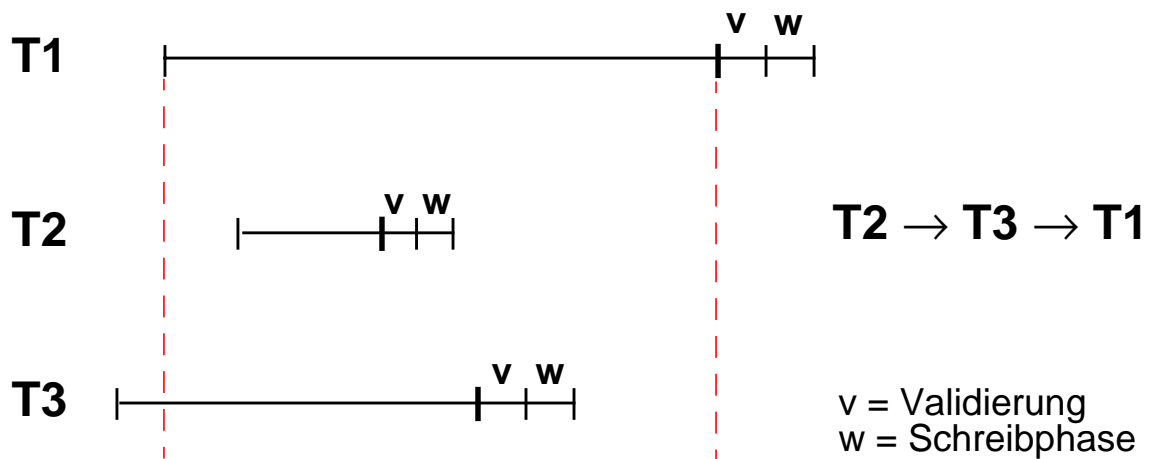 v w
T1
v w
T2
T2 → T3 → T1
v w
T3
v = Validierung
w = Schreibphase